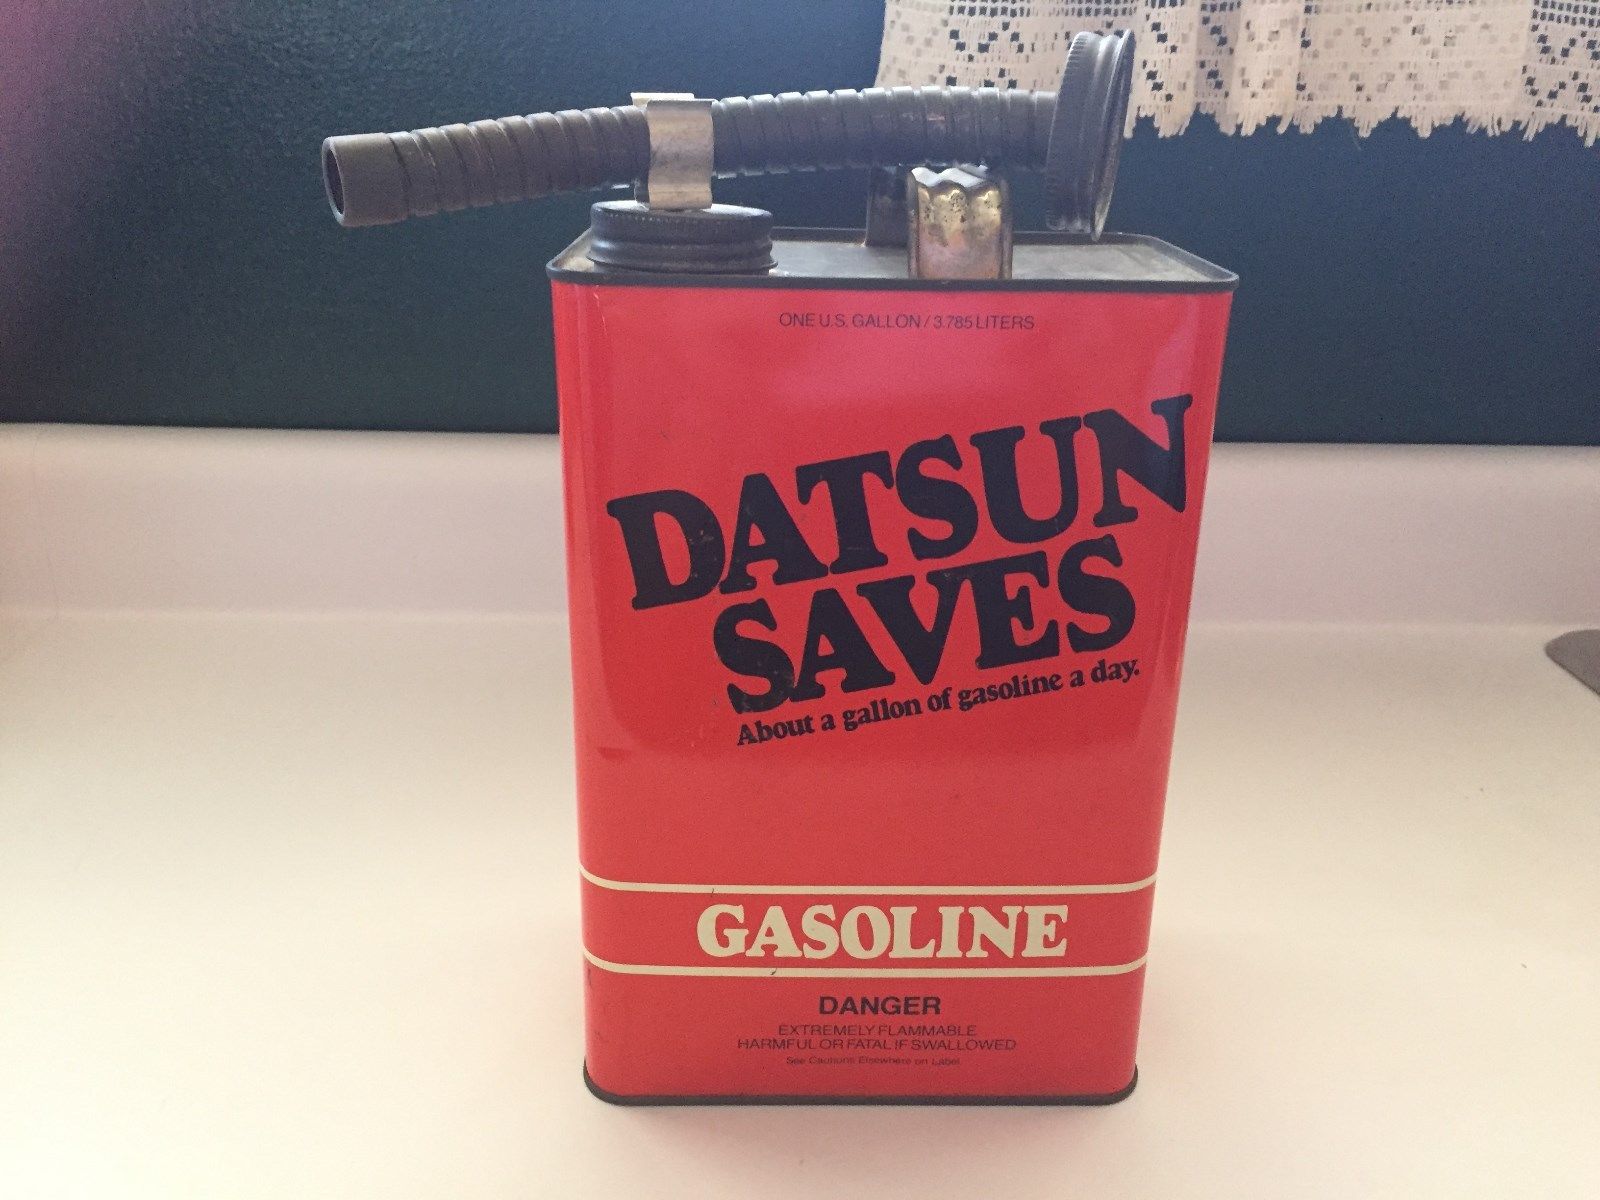 ONE U.S. GALLON / 3.785 LITERS
DATSUN
SAVES
About a gallon of gasoline a day.
GASOLINE
DANGER
EXTREMELY FLAMMABLE
HARMFUL OR FATAL IF SWALLOWED
See Cautions Elsewhere on Label